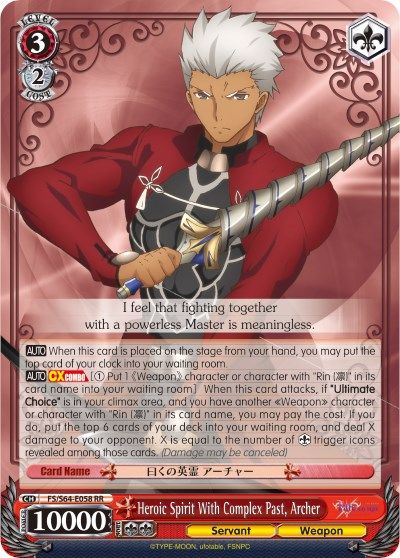 LEVEL
3
2
COST
I feel that fighting together
with a powerless Master is meaningless.
AUTO When this card is placed on the stage from your hand, you may put the
top card of your clock into your waiting room.
AUTO CXCOMBO [① Put 1 《Weapon》 character or character with "Rin (凛)" in its
card name into your waiting room] When this card attacks, if "Ultimate
Choice" is in your climax area, and you have another «Weapon» character
or character with "Rin (凛)" in its card name, you may pay the cost. If you
do, put the top 6 cards of your deck into your waiting room, and deal X
damage to your opponent. X is equal to the number of trigger icons
revealed among those cards. (Damage may be canceled)
Card Name
曰くの英霊 アーチャー
CH
FS/S64-E058 RR
Heroic Spirit With Complex Past, Archer
POWER
10000
SOUL
Servant
Weapon
©TYPE-MOON, ufotable, FSNPC